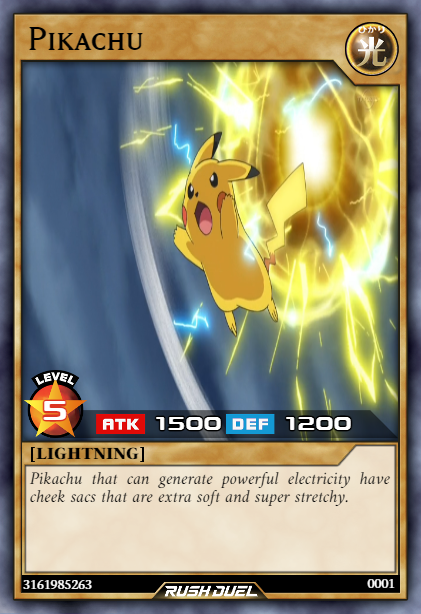 Pikachu
ひかり
光
LEVEL
5
ATK 1500 DEF 1200
[LIGHTNING]
Pikachu that can generate powerful electricity have
cheek sacs that are extra soft and super stretchy.
3161985263
RUSH DUEL
0001